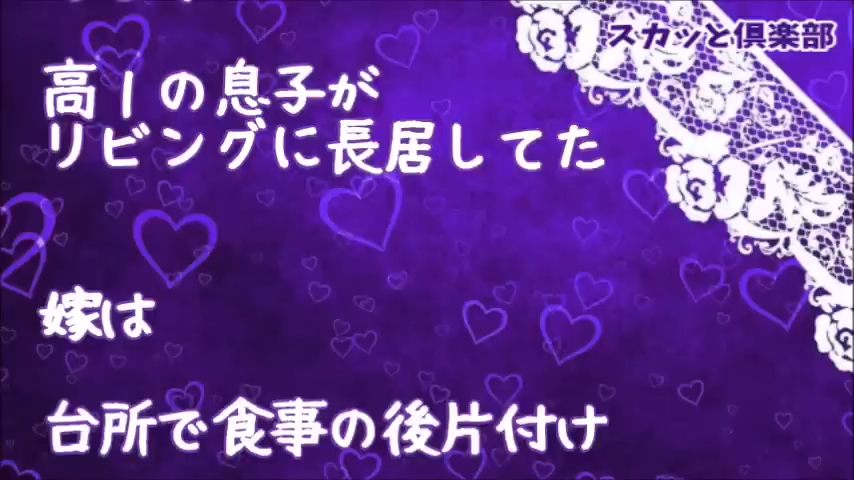 スカッと倶楽部
高1の息子が
リビングに長居してた
嫁は
台所で食事の後片付け